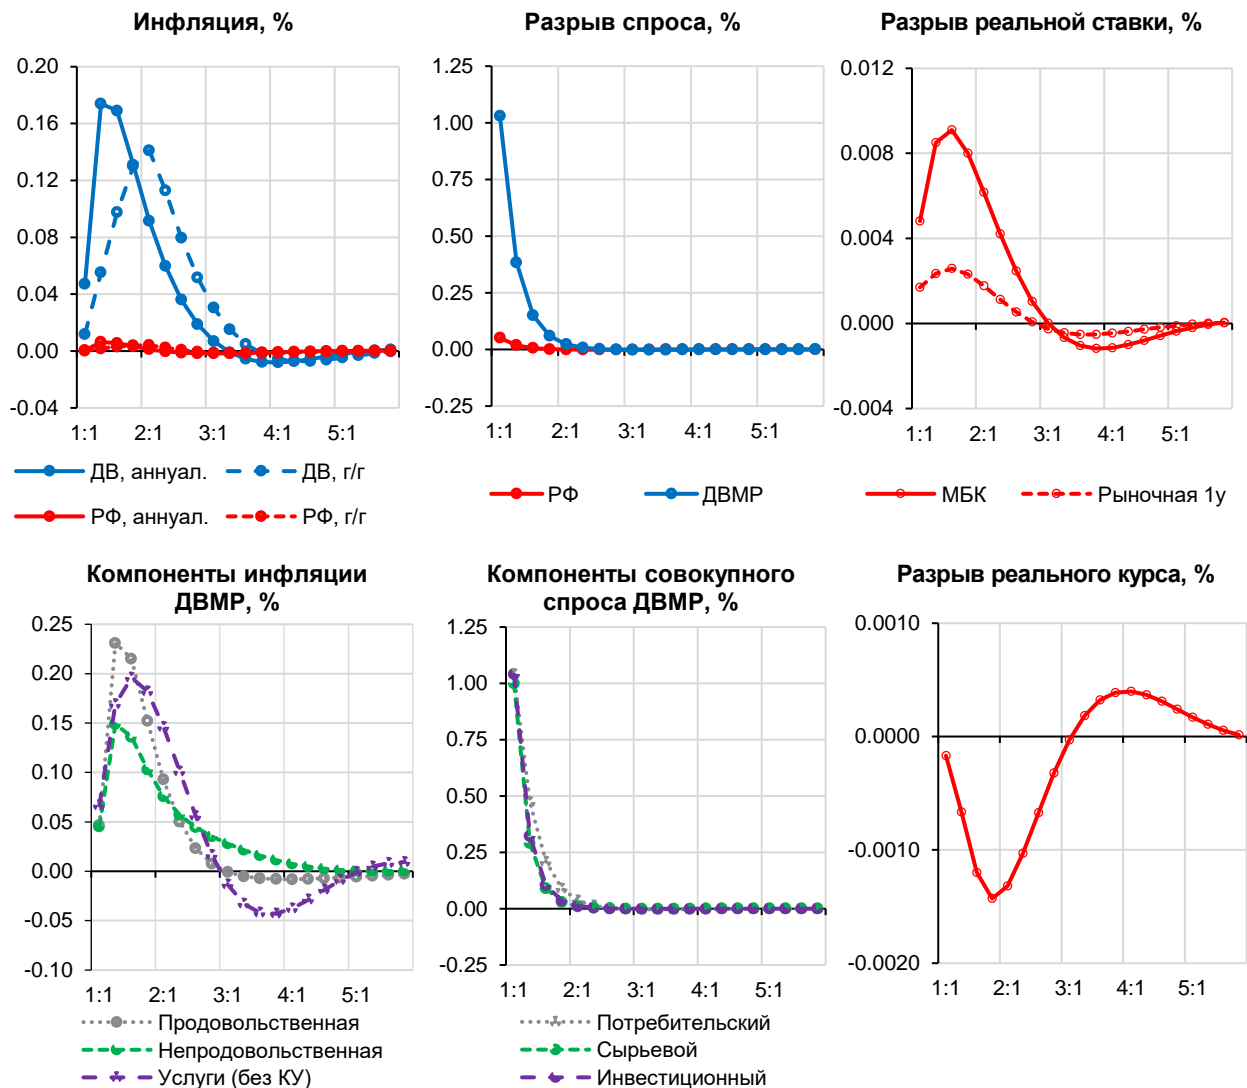 Инфляция, %
0.20
0.16
0.12
0.08
0.04
0.00
-0.04
1:1 2:1 3:1 4:1 5:1
ДВ, аннуал. ДВ, г/г
РФ, аннуал. РФ, г/г
Разрыв спроса, %
1.25
1.00
0.75
0.50
0.25
0.00
-0.25
1:1 2:1 3:1 4:1 5:1
РФ ДВМР
Разрыв реальной ставки, %
0.012
0.008
0.004
0.000
-0.004
1:1 2:1 3:1 4:1 5:1
МБК Рыночная 1у
Компоненты инфляции
ДВМР, %
0.25
0.20
0.15
0.10
0.05
0.00
-0.05
-0.10
1:1 2:1 3:1 4:1 5:1
Продовольственная
Непродовольственная
Услуги (без КУ)
Компоненты совокупного
спроса ДВМР, %
1.25
1.00
0.75
0.50
0.25
0.00
-0.25
1:1 2:1 3:1 4:1 5:1
Потребительский
Сырьевой
Инвестиционный
Разрыв реального курса, %
0.0010
0.0000
-0.0010
-0.0020
1:1 2:1 3:1 4:1 5:1